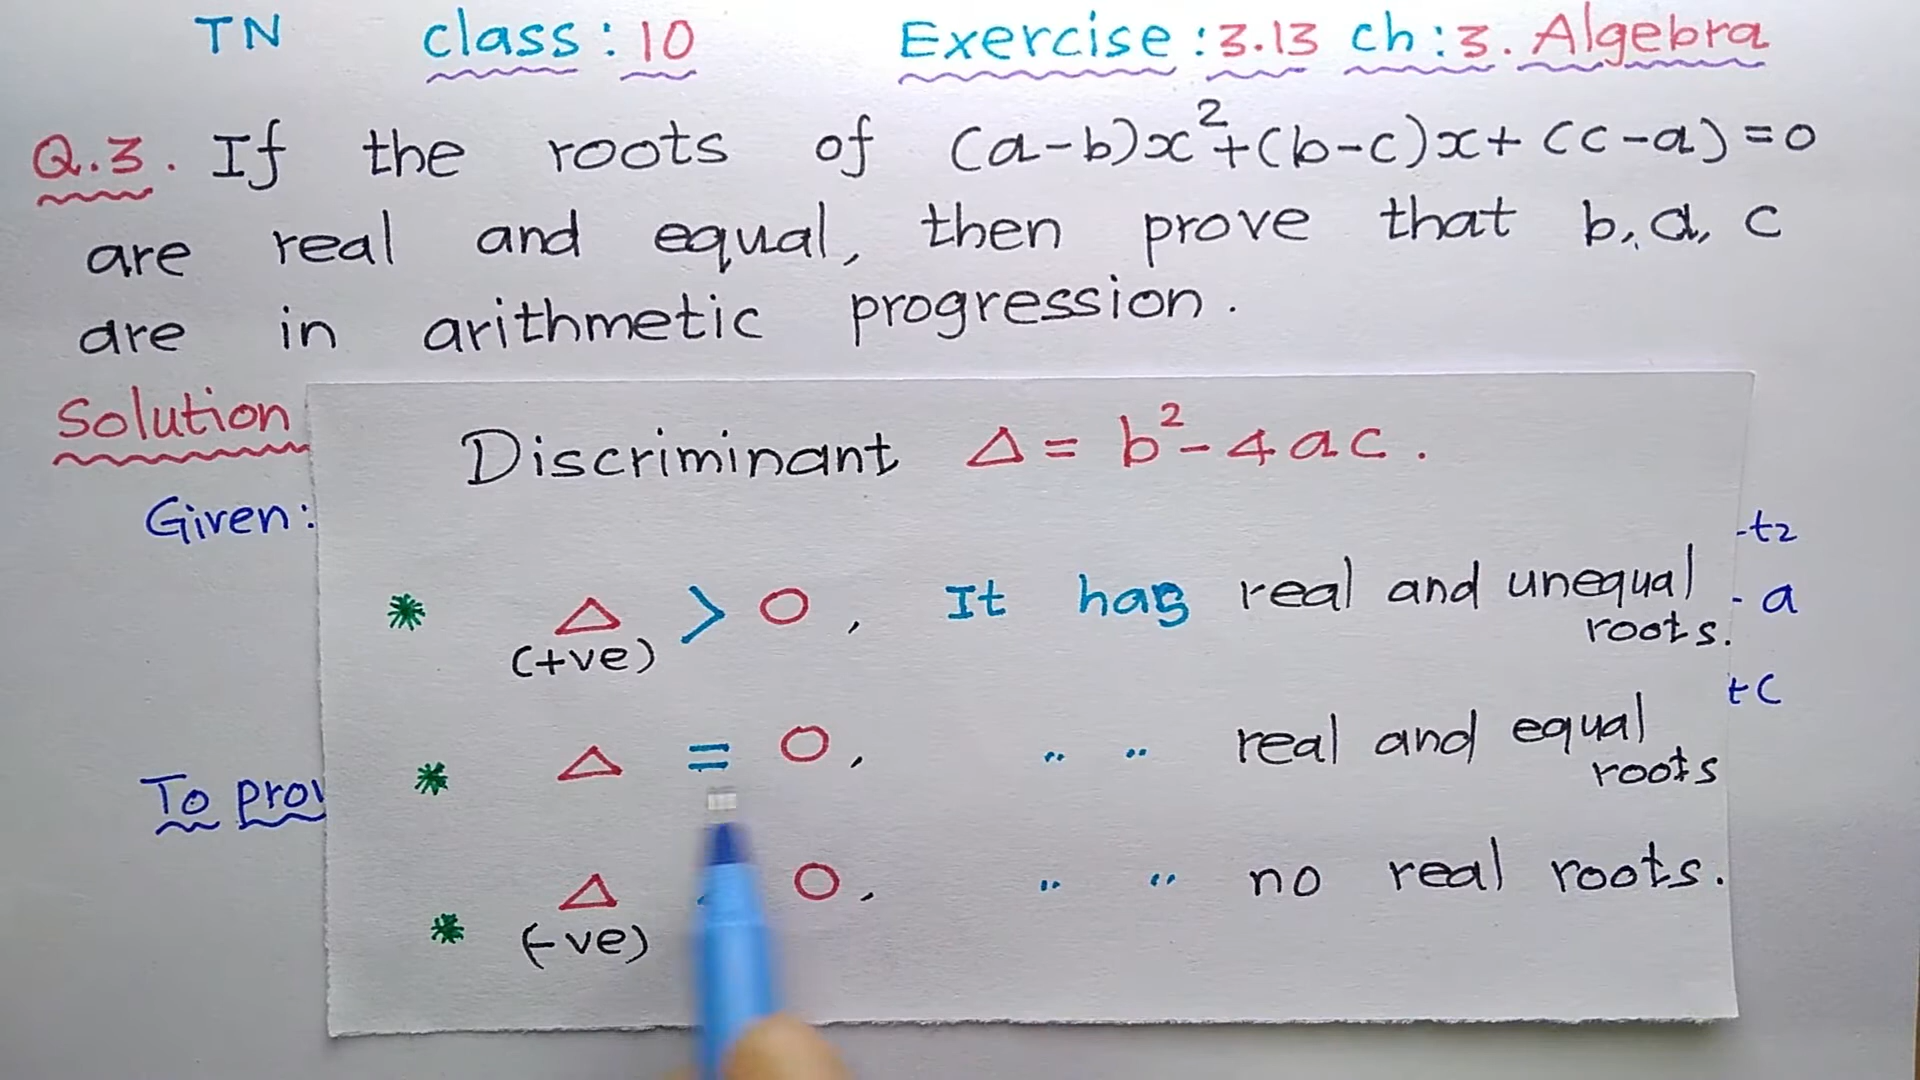 TN class : 10 Exercise : 3.13 ch : 3. Algebra
Q.3. If the roots of (a-b)x²+(b-c)x+(c-a)=0
are real and equal, then prove that b, a, c
are in arithmetic progression.
Solution
Discriminant Δ = b²-4ac.
Given:
-t2
* Δ > 0, It has real and unequal - a
(+ve) roots.
tc
* Δ = 0, " " real and equal
roots
To prov
* Δ 0, " " no real roots.
(-ve)